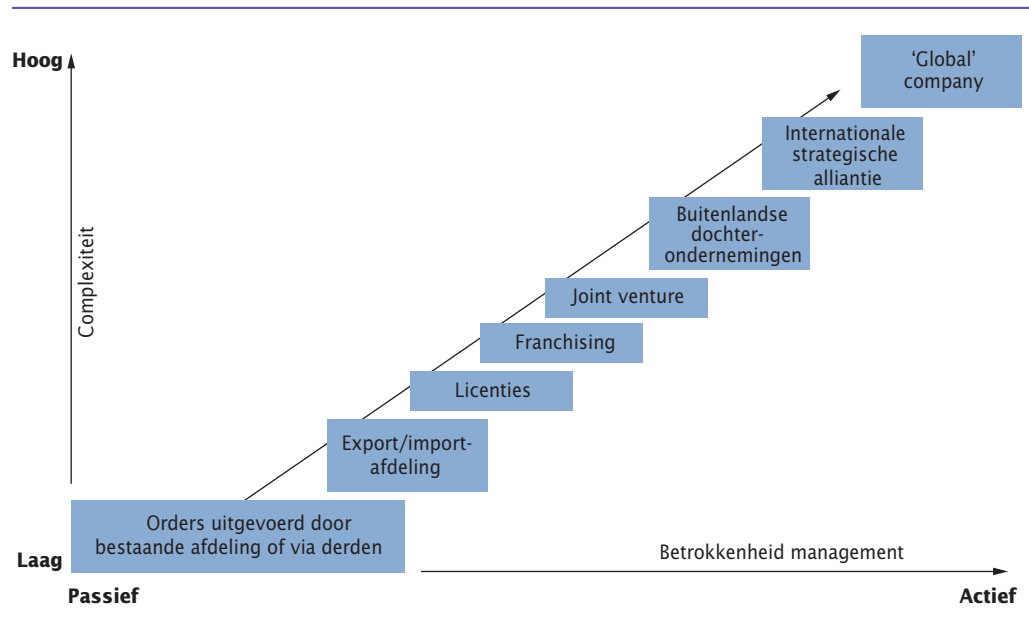 Hoog
'Global'
company
Internationale
strategische
alliantie
Buitenlandse
dochter-
ondernemingen
Complexiteit
Joint venture
Franchising
Licenties
Export/import-
afdeling
Orders uitgevoerd door
bestaande afdeling of via derden
Laag
Betrokkenheid management
Passief
Actief